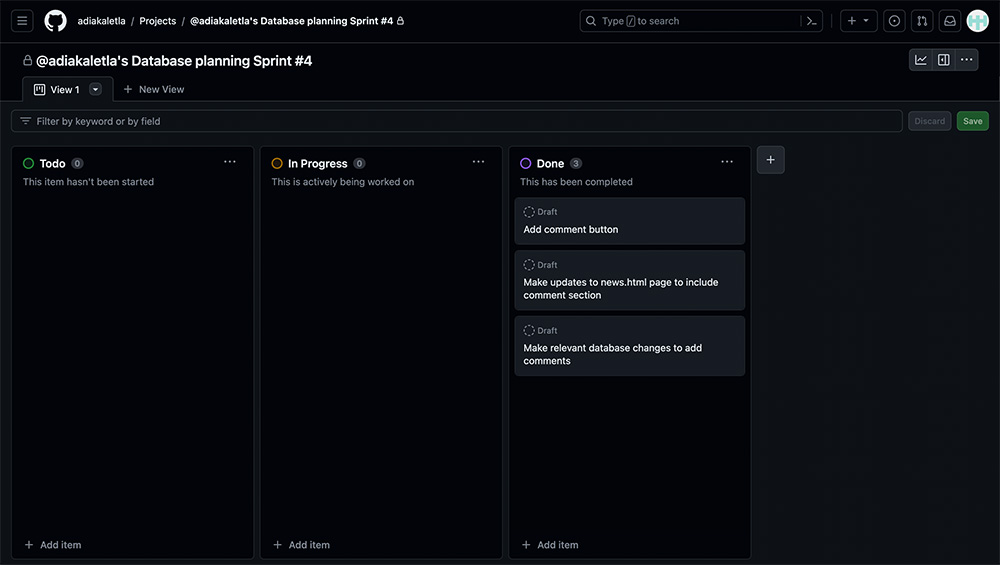 adiakaletla / Projects / @adiakaletla's Database planning Sprint #4
Type / to search
@adiakaletla's Database planning Sprint #4
View 1
New View
Filter by keyword or by field
Discard
Save
Todo 0
This item hasn't been started
In Progress 0
This is actively being worked on
Done 3
This has been completed
Draft
Add comment button
Draft
Make updates to news.html page to include
comment section
Draft
Make relevant database changes to add
comments
+ Add item
+ Add item
+ Add item